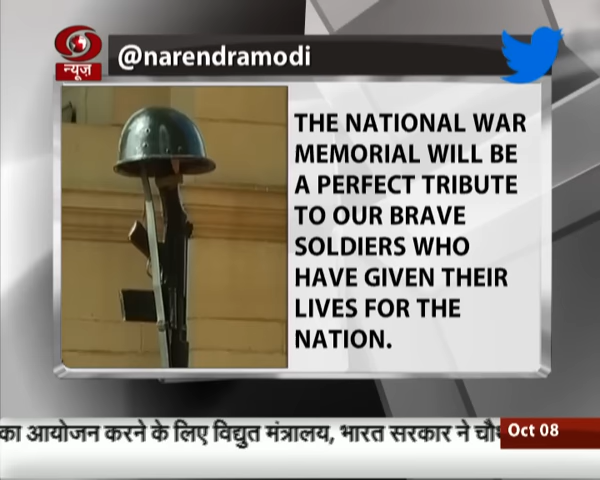 न्यूज़
@narendramodi
THE NATIONAL WAR
MEMORIAL WILL BE
A PERFECT TRIBUTE
TO OUR BRAVE
SOLDIERS WHO
HAVE GIVEN THEIR
LIVES FOR THE
NATION.
का आयोजन करने के लिए विद्युत मंत्रालय, भारत सरकार ने
Oct 08